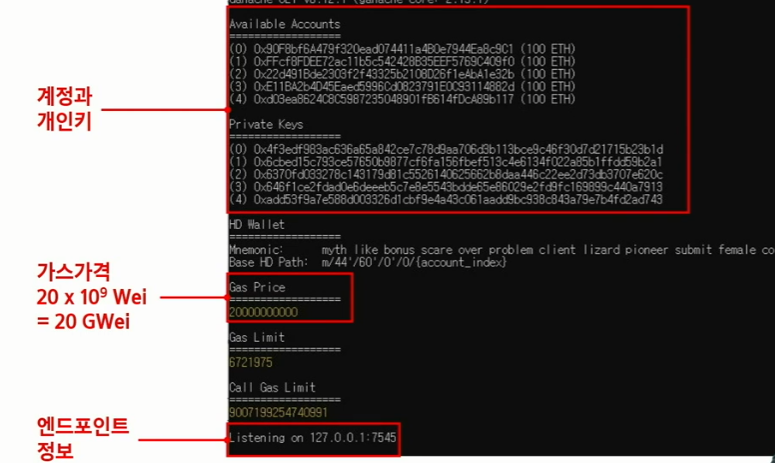 Ganache CLI v6.12.1 (ganache-core: 2.13.1)
Available Accounts
==================
(0) 0x90F8bf6A479f320ead074411a4B0e7944Ea8c9C1 (100 ETH)
(1) 0xFFcf8FDEE72ac11b5c542428B35EEF5769C409f0 (100 ETH)
(2) 0x22d491Bde2303f2f43325b2108D26f1eAbA1e32b (100 ETH)
(3) 0xE11BA2b4D45Eaed5996Cd0823791E0C93114882d (100 ETH)
(4) 0xd03ea8624C8C5987235048901fB614fDcA89b117 (100 ETH)
계정과
개인키
Private Keys
==================
(0) 0x4f3edf983ac636a65a842ce7c78d9aa706d3b113bce9c46f30d7d21715b23b1d
(1) 0x6cbed15c793ce57650b9877cf6fa156fbef513c4e6134f022a85b1ffdd59b2a1
(2) 0x6370fd033278c143179d81c5526140625662b8daa446c22ee2d73db3707e620c
(3) 0x646f1ce2fdad0e6deeeb5c7e8e5543bdde65e86029e2fd9fc169899c440a7913
(4) 0xadd53f9a7e588d003326d1cbf9e4a43c061aadd9bc938c843a79e7b4fd2ad743
HD Wallet
==================
Mnemonic: myth like bonus scare over problem client lizard pioneer submit female co
Base HD Path: m/44'/60'/0'/0/{account_index}
가스가격
20 x 10⁹ Wei
= 20 GWei
Gas Price
==================
20000000000
Gas Limit
==================
6721975
Call Gas Limit
==================
9007199254740991
엔드포인트
정보
Listening on 127.0.0.1:7545